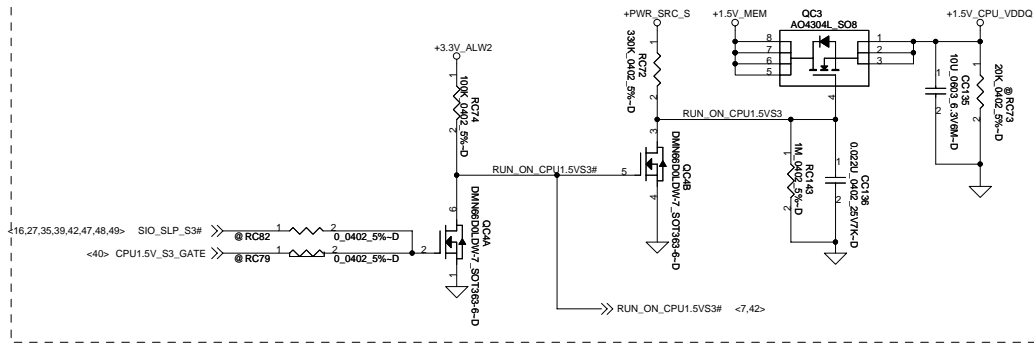 +PWR_SRC_S
+1.5V_MEM
QC3
AO4304L_SO8
+1.5V_CPU_VDDQ
8
7
6
5
1
2
3
4
+3.3V_ALW2
1
RC72
330K_0402_5%~D
2
1
CC135
10U_0603_6.3V6M~D
2
1
@ RC73
20K_0402_5%~D
2
1
RC74
100K_0402_5%~D
2
RUN_ON_CPU1.5VS3
3
QC4B
DMN66D0LDW-7_SOT363-6~D
5
4
RUN_ON_CPU1.5VS3#
1
RC143
1M_0402_5%~D
2
1
CC136
0.022U_0402_25V7K~D
2
6
QC4A
DMN66D0LDW-7_SOT363-6~D
2
1
<16,27,35,39,42,47,48,49> SIO_SLP_S3#
1 2
@ RC82 0_0402_5%~D
<40> CPU1.5V_S3_GATE
1 2
@ RC79 0_0402_5%~D
RUN_ON_CPU1.5VS3# <7,42>